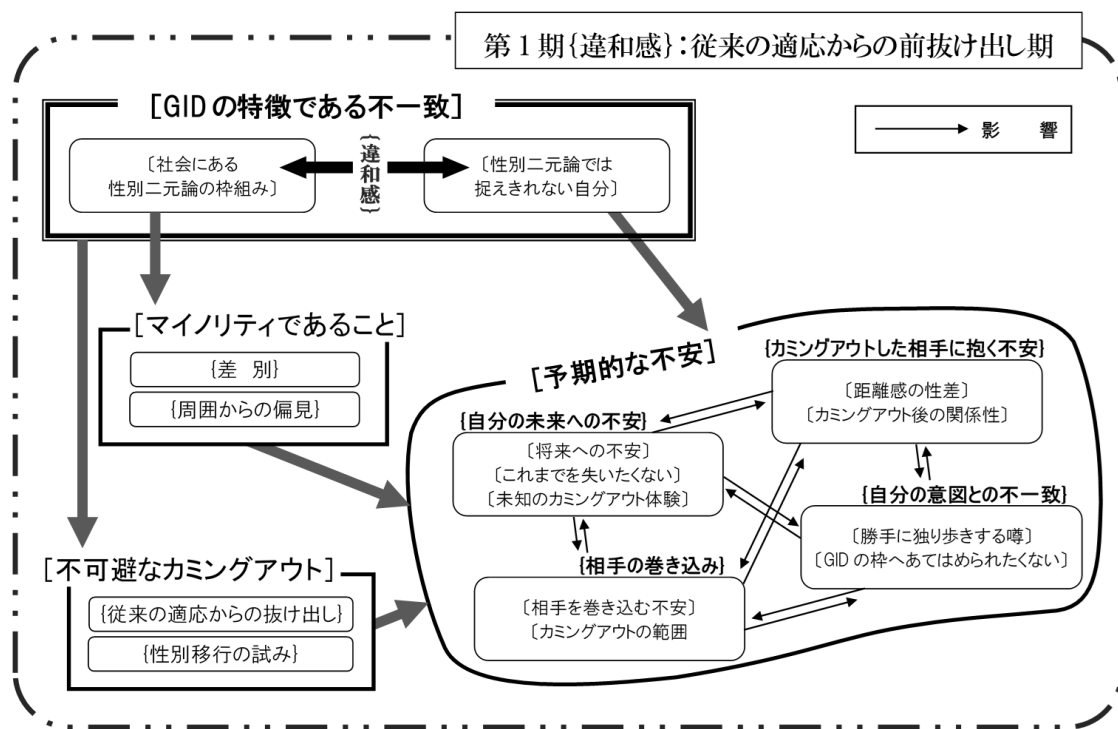 第1期{違和感}:従来の適応からの前抜け出し期
[GIDの特徴である不一致]
影 響
〔社会にある
性別二元論の枠組み〕
{違和感}
〔性別二元論では
捉えきれない自分〕
[マイノリティであること]
{差 別}
{周囲からの偏見}
[予期的な不安]
{カミングアウトした相手に抱く不安}
〔距離感の性差〕
〔カミングアウト後の関係性〕
{自分の未来への不安}
〔将来への不安〕
〔これまでを失いたくない〕
〔未知のカミングアウト体験〕
{自分の意図との不一致}
〔勝手に独り歩きする噂〕
〔GIDの枠へあてはめられたくない〕
{相手の巻き込み}
〔相手を巻き込む不安〕
〔カミングアウトの範囲
[不可避なカミングアウト]
{従来の適応からの抜け出し}
{性別移行の試み}